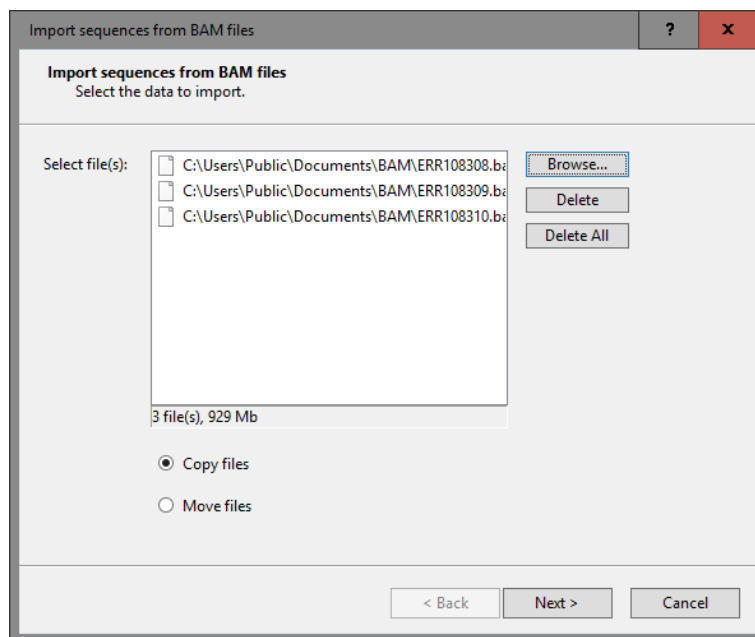 Import sequences from BAM files
?
x
Import sequences from BAM files
Select the data to import.
Select file(s):
C:\Users\Public\Documents\BAM\ERR108308.ba
C:\Users\Public\Documents\BAM\ERR108309.ba
C:\Users\Public\Documents\BAM\ERR108310.ba
Browse...
Delete
Delete All
3 file(s), 929 Mb
Copy files
Move files
< Back
Next >
Cancel